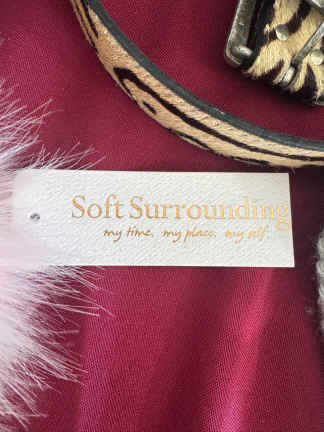 Soft Surrounding
my time. my place. my self.